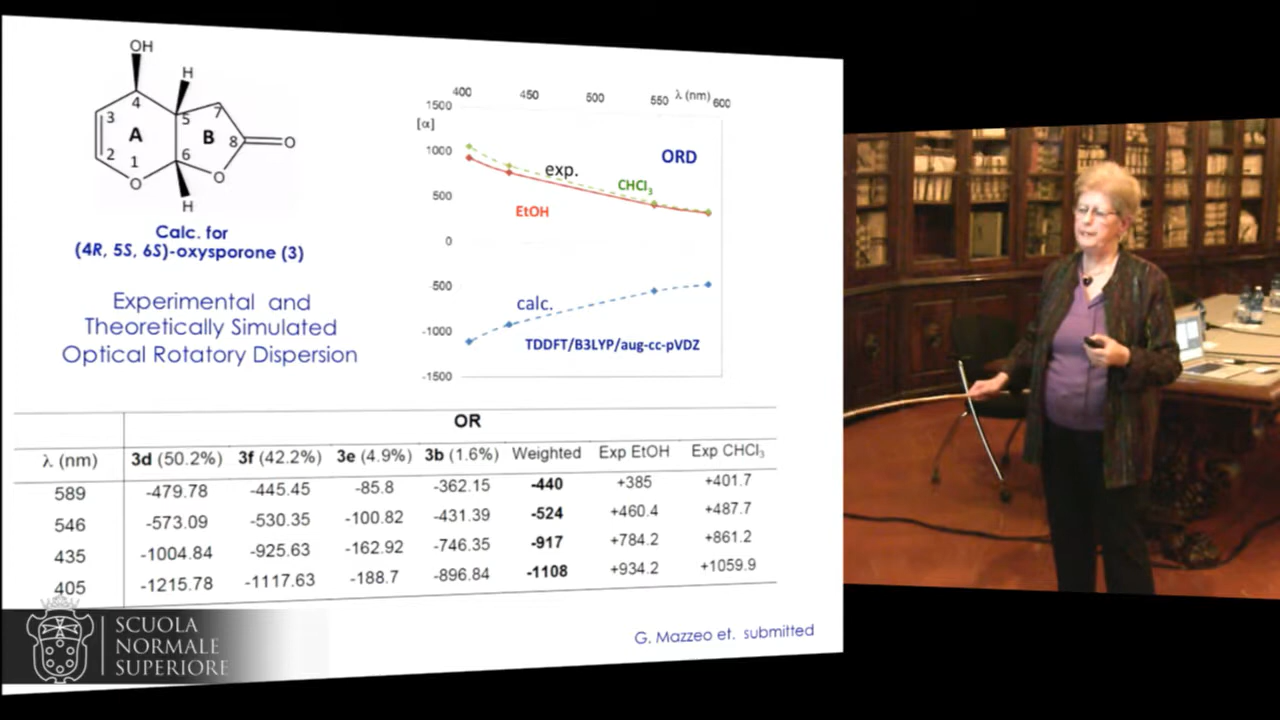 OH
H
4
3
5
7
A
B
8
O
2
1
6
O
O
H
Calc. for
(4R, 5S, 6S)-oxysporone (3)
Experimental and
Theoretically Simulated
Optical Rotatory Dispersion
400 450 500 550 λ (nm) 600
1500
[α]
1000
500
0
-500
-1000
-1500
exp.
ORD
CHCl3
EtOH
calc.
TDDFT/B3LYP/aug-cc-pVDZ
OR
λ (nm) 3d (50.2%) 3f (42.2%) 3e (4.9%) 3b (1.6%) Weighted Exp EtOH Exp CHCl3
589 -479.78 -445.45 -85.8 -362.15 -440 +385 +401.7
546 -573.09 -530.35 -100.82 -431.39 -524 +460.4 +487.7
435 -1004.84 -925.63 -162.92 -746.35 -917 +784.2 +861.2
405 -1215.78 -1117.63 -188.7 -896.84 -1108 +934.2 +1059.9
G. Mazzeo et. submitted
SCUOLA
NORMALE
SUPERIORE